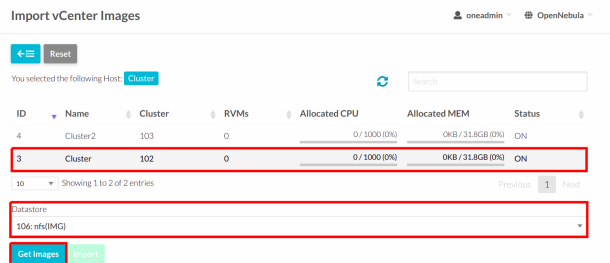 Import vCenter Images
oneadmin
OpenNebula
Reset
You selected the following Host: Cluster
Search
ID Name Cluster RVMs Allocated CPU Allocated MEM Status
4 Cluster2 103 0 0 / 1000 (0%) 0KB / 31.8GB (0%) ON
3 Cluster 102 0 0 / 1000 (0%) 0KB / 31.8GB (0%) ON
10 Showing 1 to 2 of 2 entries
Previous 1 Next
Datastore
106: nfs(IMG)
Get Images Import